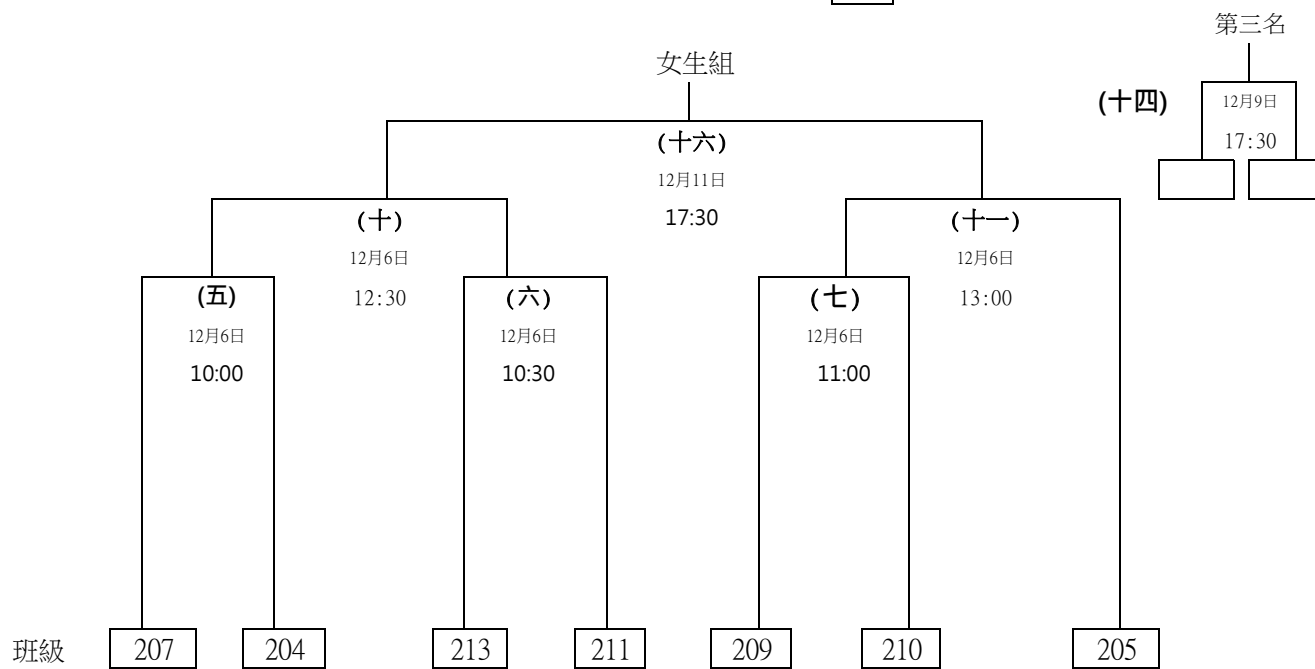 第三名
女生組
(十四)
12月9日
17:30
(十六)
12月11日
17:30
(十)
12月6日
12:30
(十一)
12月6日
13:00
(五)
12月6日
10:00
(六)
12月6日
10:30
(七)
12月6日
11:00
班級 207 204 213 211 209 210 205